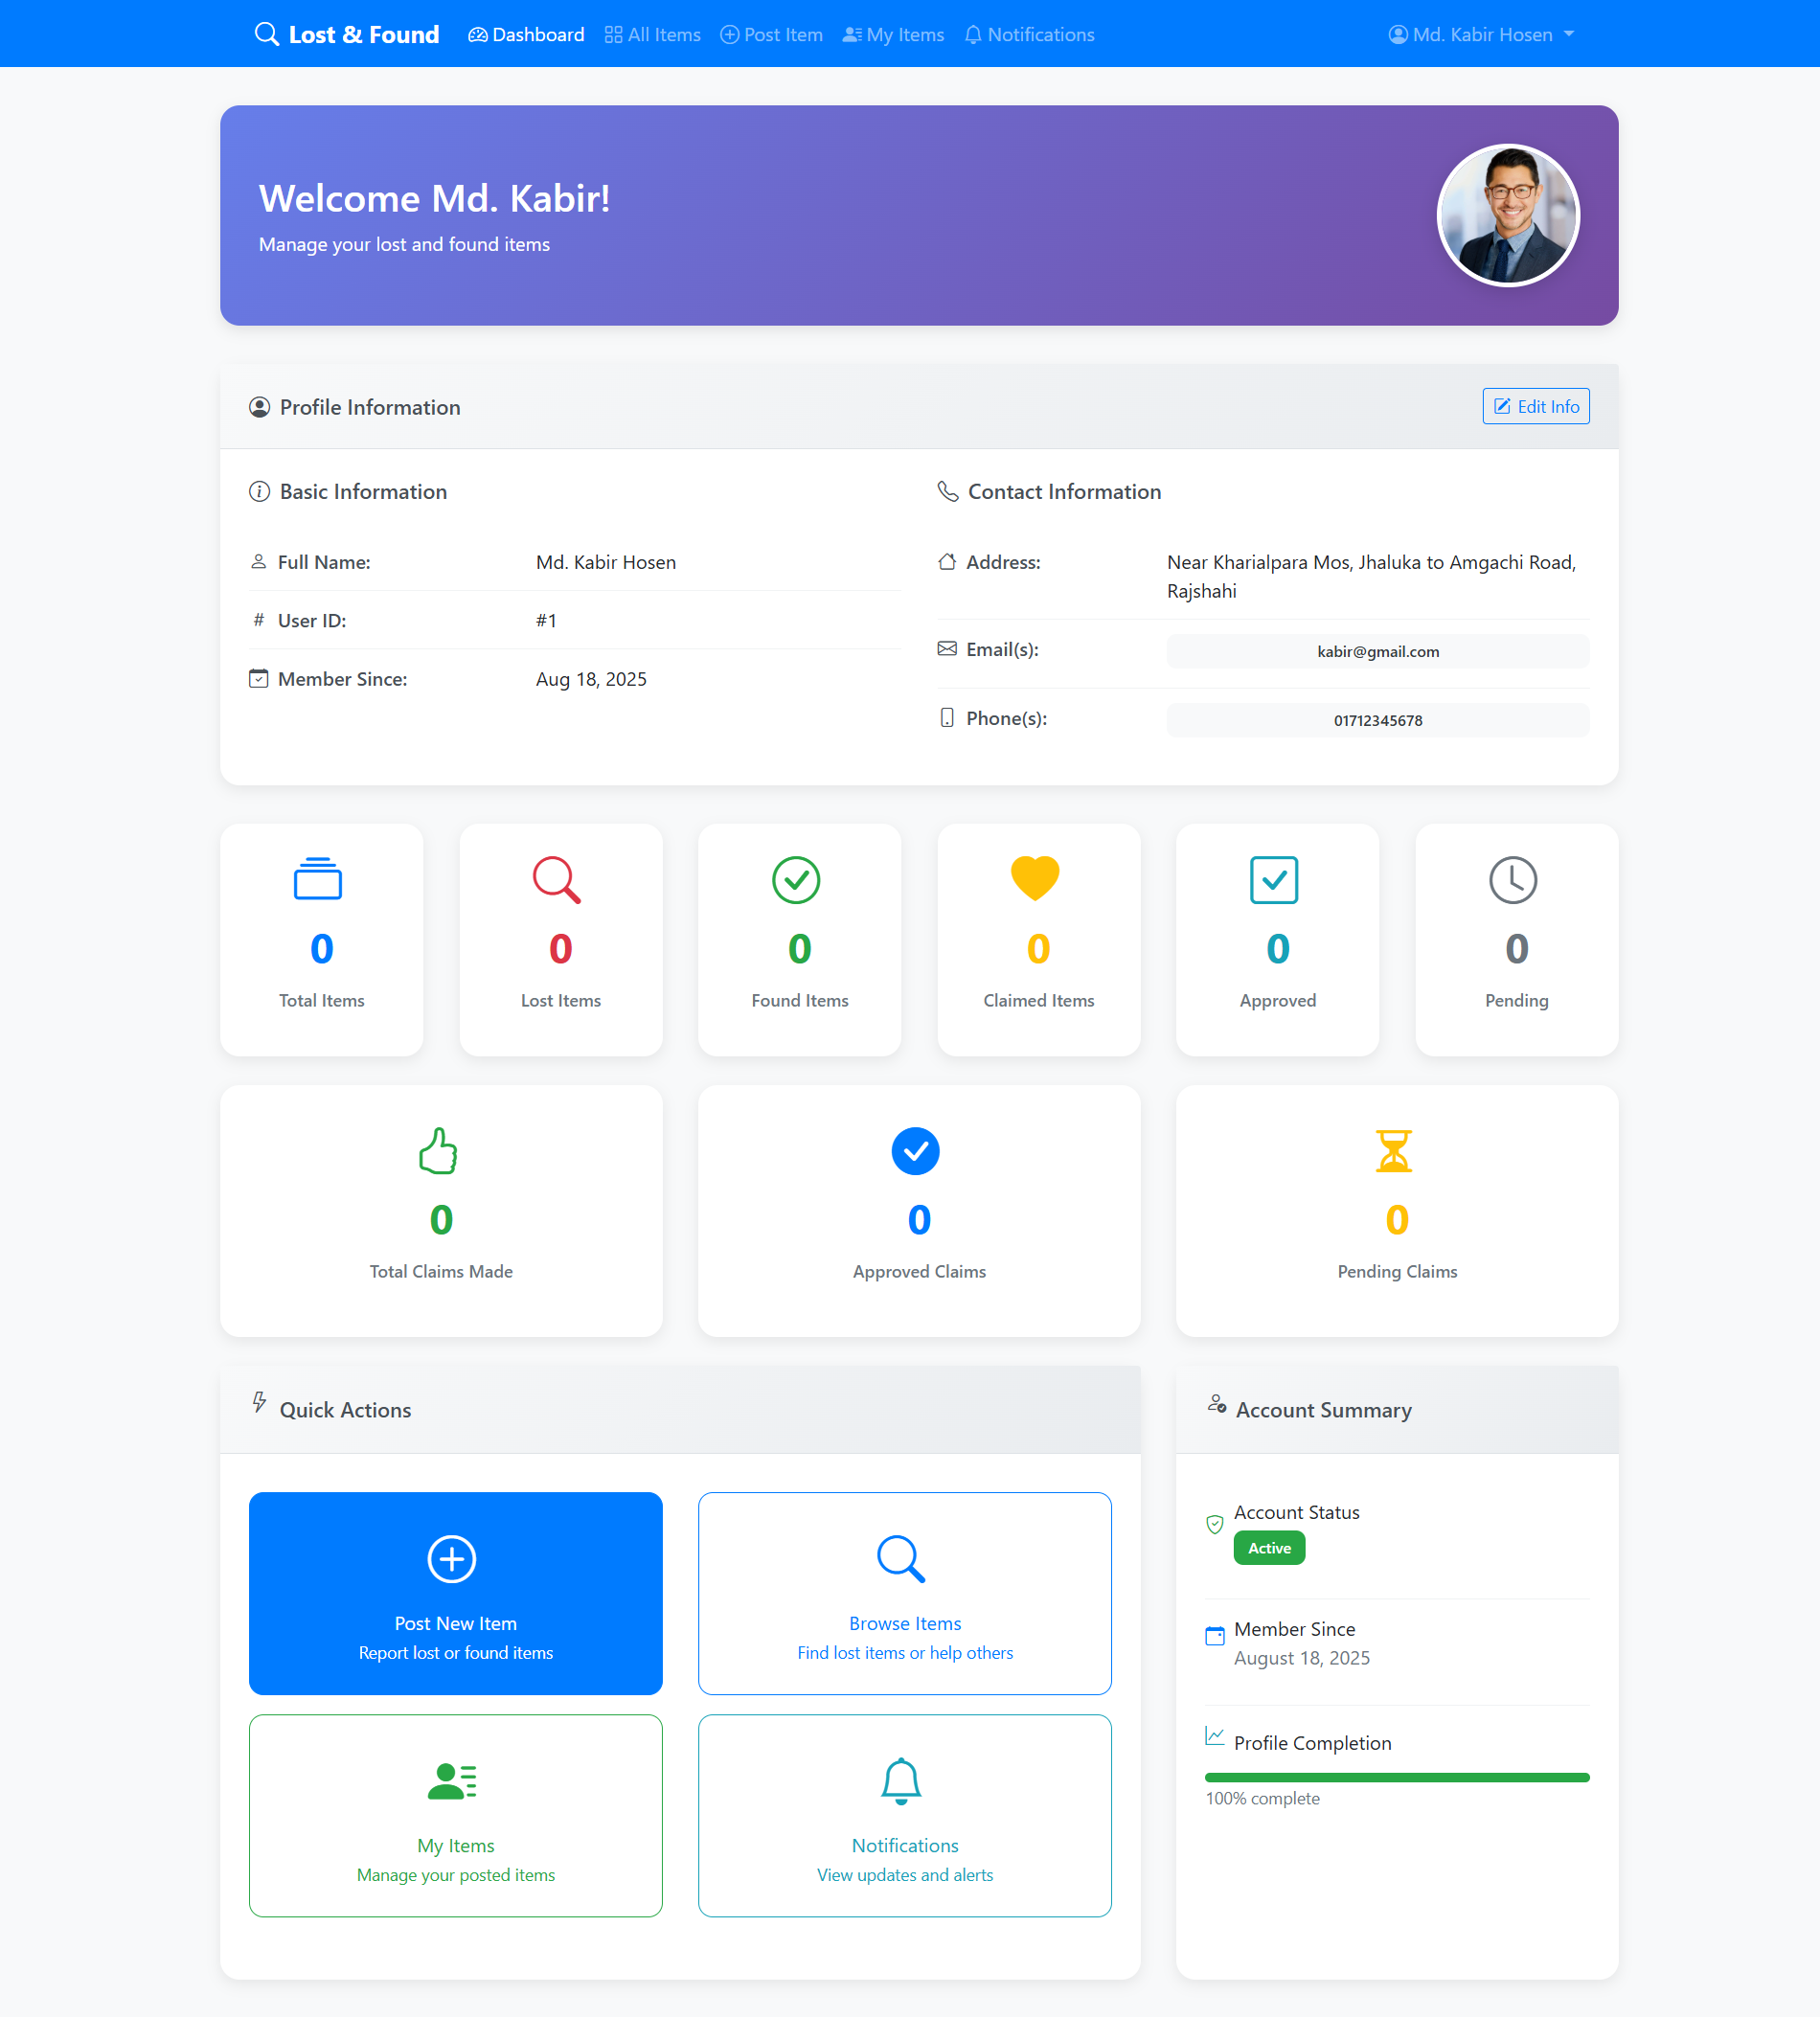 Lost & Found
Dashboard
All Items
Post Item
My Items
Notifications
Md. Kabir Hosen
Welcome Md. Kabir!
Manage your lost and found items
Profile Information
Edit Info
Basic Information
Full Name:
Md. Kabir Hosen
# User ID:
#1
Member Since:
Aug 18, 2025
Contact Information
Address:
Near Kharialpara Mos, Jhaluka to Amgachi Road,
Rajshahi
Email(s):
kabir@gmail.com
Phone(s):
01712345678
0
Total Items
0
Lost Items
0
Found Items
0
Claimed Items
0
Approved
0
Pending
0
Total Claims Made
0
Approved Claims
0
Pending Claims
Quick Actions
Post New Item
Report lost or found items
Browse Items
Find lost items or help others
My Items
Manage your posted items
Notifications
View updates and alerts
Account Summary
Account Status
Active
Member Since
August 18, 2025
Profile Completion
100% complete